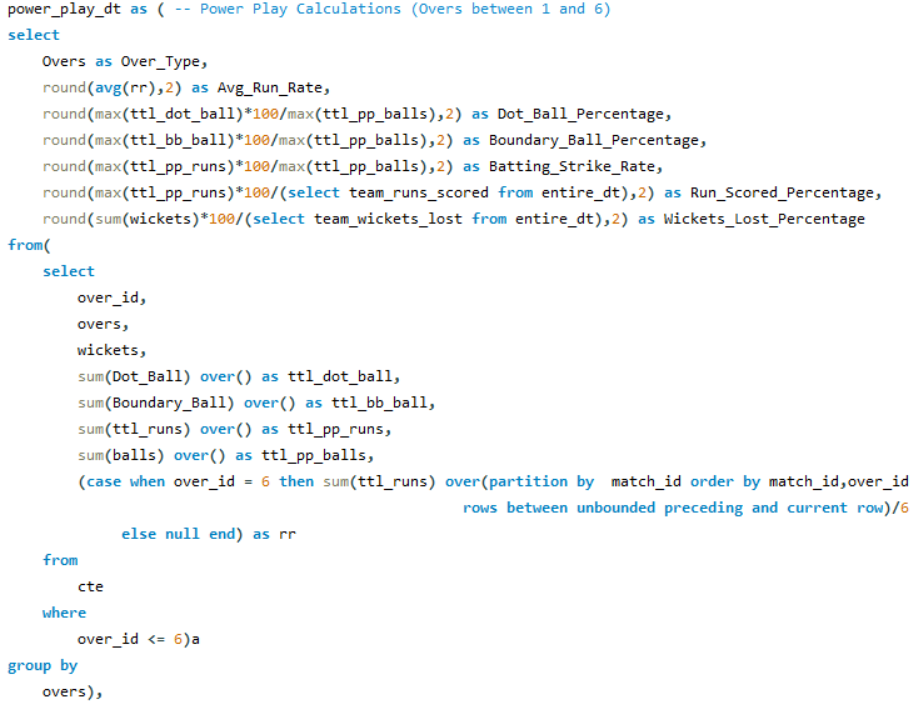 power_play_dt as ( -- Power Play Calculations (Overs between 1 and 6)
select
    Overs as Over_Type,
    round(avg(rr),2) as Avg_Run_Rate,
    round(max(ttl_dot_ball)*100/max(ttl_pp_balls),2) as Dot_Ball_Percentage,
    round(max(ttl_bb_ball)*100/max(ttl_pp_balls),2) as Boundary_Ball_Percentage,
    round(max(ttl_pp_runs)*100/max(ttl_pp_balls),2) as Batting_Strike_Rate,
    round(max(ttl_pp_runs)*100/(select team_runs_scored from entire_dt),2) as Run_Scored_Percentage,
    round(sum(wickets)*100/(select team_wickets_lost from entire_dt),2) as Wickets_Lost_Percentage
from(
    select
        over_id,
        overs,
        wickets,
        sum(Dot_Ball) over() as ttl_dot_ball,
        sum(Boundary_Ball) over() as ttl_bb_ball,
        sum(ttl_runs) over() as ttl_pp_runs,
        sum(balls) over() as ttl_pp_balls,
        (case when over_id = 6 then sum(ttl_runs) over(partition by  match_id order by match_id,over_id
                                                    rows between unbounded preceding and current row)/6
             else null end) as rr
    from
        cte
    where
        over_id <= 6)a
group by
    overs),